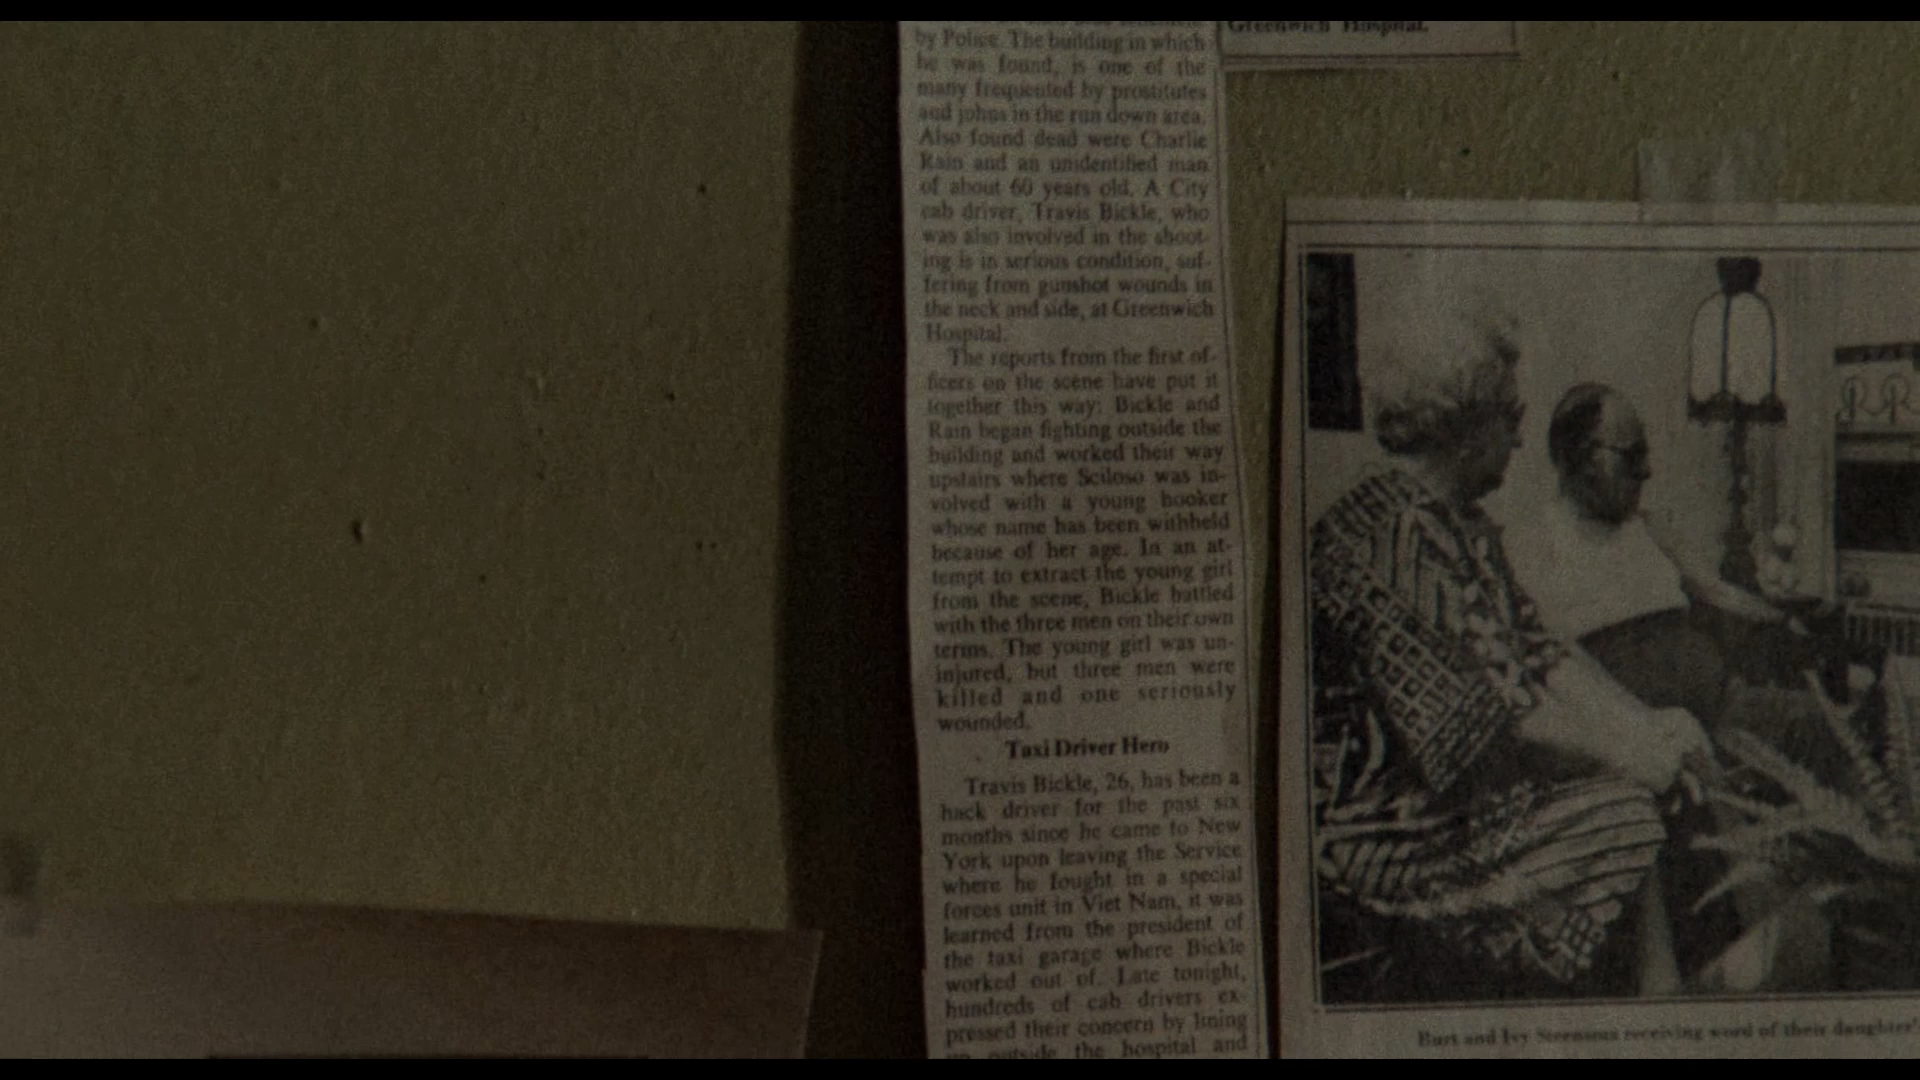 Greenwich Hospital.
by Police. The building in which
he was found, is one of the
many frequented by prostitutes
and johns in the run down area.
Also found dead were Charlie
Rain and an unidentified man
of about 60 years old. A City
cab driver, Travis Bickle, who
was also involved in the shoot-
ing is in serious condition, suf-
fering from gunshot wounds in
the neck and side, at Greenwich
Hospital.
The reports from the first of-
ficers on the scene have put it
together this way: Bickle and
Rain began fighting outside the
building and worked their way
upstairs where Sciloso was in-
volved with a young hooker
whose name has been withheld
because of her age. In an at-
tempt to extract the young girl
from the scene, Bickle battled
with the three men on their own
terms. The young girl was un-
injured, but three men were
killed and one seriously
wounded.
Taxi Driver Hero
Travis Bickle, 26, has been a
hack driver for the past six
months since he came to New
York upon leaving the Service
where he fought in a special
forces unit in Viet Nam, it was
learned from the president of
the taxi garage where Bickle
worked out of. Late tonight,
hundreds of cab drivers ex-
pressed their concern by lining
up outside the hospital and
Burt and Ivy Steensma receiving word of their daughter's